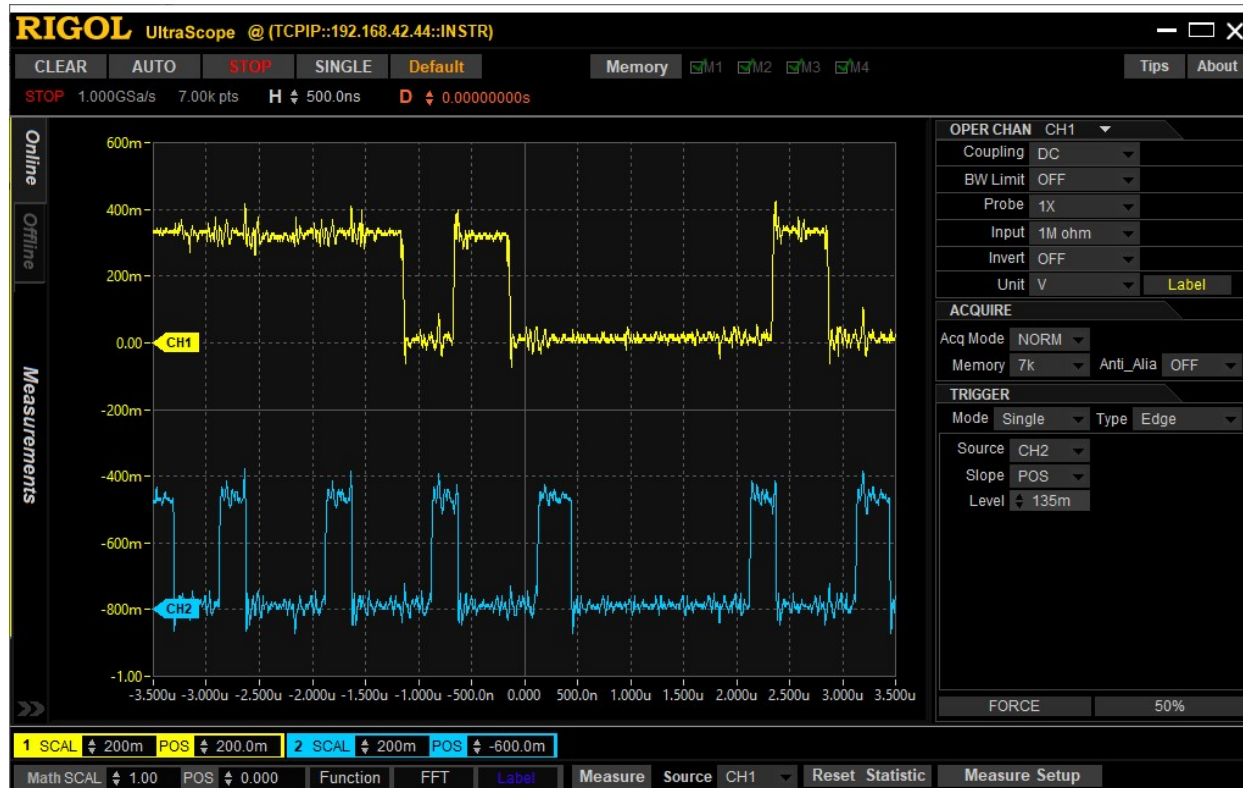 RIGOL UltraScope @ (TCPIP::192.168.42.44::INSTR)
CLEAR AUTO STOP SINGLE Default Memory M1 M2 M3 M4 Tips About
STOP 1.000GSa/s 7.00k pts H 500.0ns D 0.00000000s
Online
Offline
Measurements
600m
400m
200m
0.00
-200m
-400m
-600m
-800m
-1.00
CH1
CH2
-3.500u -3.000u -2.500u -2.000u -1.500u -1.000u -500.0n 0.000 500.0n 1.000u 1.500u 2.000u 2.500u 3.000u 3.500u
OPER CHAN CH1
Coupling DC
BW Limit OFF
Probe 1X
Input 1M ohm
Invert OFF
Unit V Label
ACQUIRE
Acq Mode NORM
Memory 7k Anti_Alia OFF
TRIGGER
Mode Single Type Edge
Source CH2
Slope POS
Level 135m
FORCE 50%
1 SCAL 200m POS 200.0m 2 SCAL 200m POS -600.0m
Math SCAL 1.00 POS 0.000 Function FFT Label Measure Source CH1 Reset Statistic Measure Setup